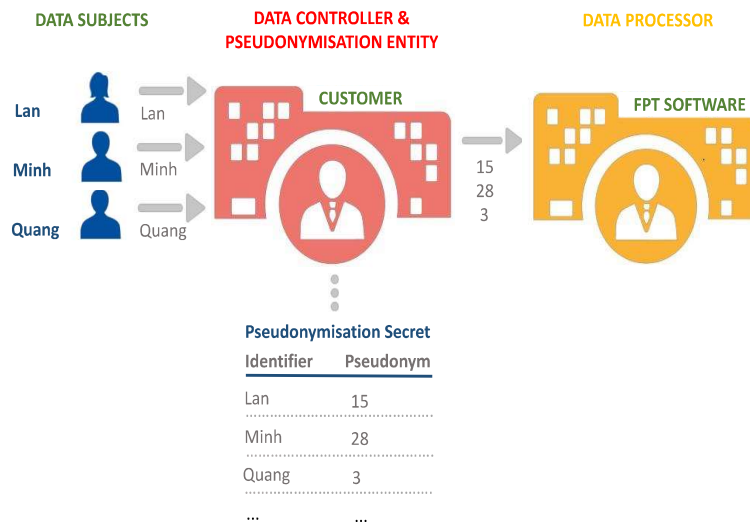 DATA SUBJECTS
DATA CONTROLLER &
PSEUDONYMISATION ENTITY
DATA PROCESSOR
CUSTOMER
FPT SOFTWARE
Lan
Lan
Minh
Minh
Quang
Quang
15
28
3
Pseudonymisation Secret
Identifier Pseudonym
Lan 15
Minh 28
Quang 3
... ...